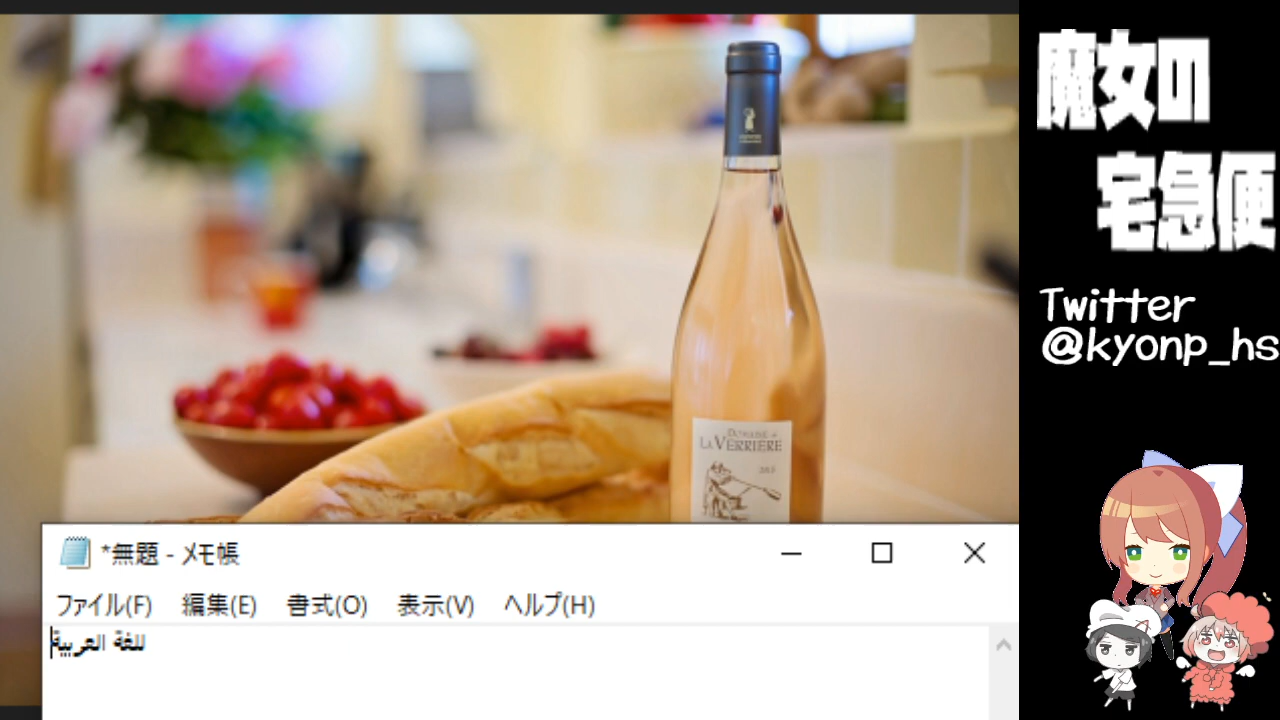 魔女の
宅急便
Twitter
@kyonp_hs
DOMAINE
LA VERRIERE
*無題 - メモ帳
ファイル(F) 編集(E) 書式(O) 表示(V) ヘルプ(H)
للغة العربية